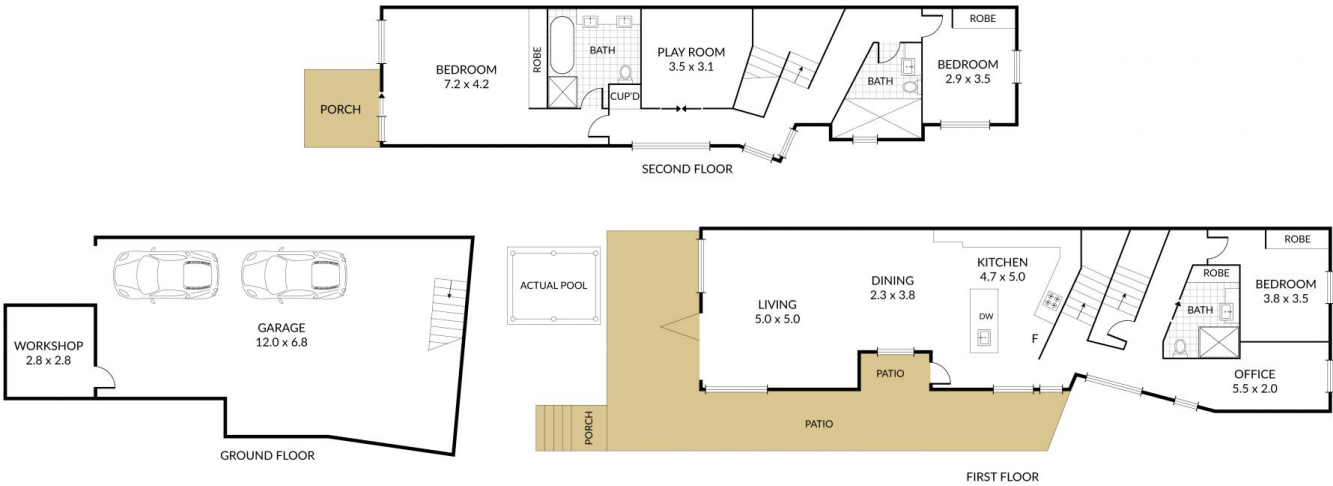 ROBE
BATH
PLAY ROOM
3.5 x 3.1
BEDROOM
7.2 x 4.2
ROBE
BATH
BEDROOM
2.9 x 3.5
CUP'D
PORCH
SECOND FLOOR
ACTUAL POOL
GARAGE
12.0 x 6.8
WORKSHOP
2.8 x 2.8
GROUND FLOOR
ROBE
KITCHEN
4.7 x 5.0
ROBE
DINING
2.3 x 3.8
BEDROOM
3.8 x 3.5
LIVING
5.0 x 5.0
BATH
DW
F
PATIO
OFFICE
5.5 x 2.0
PORCH
PATIO
FIRST FLOOR